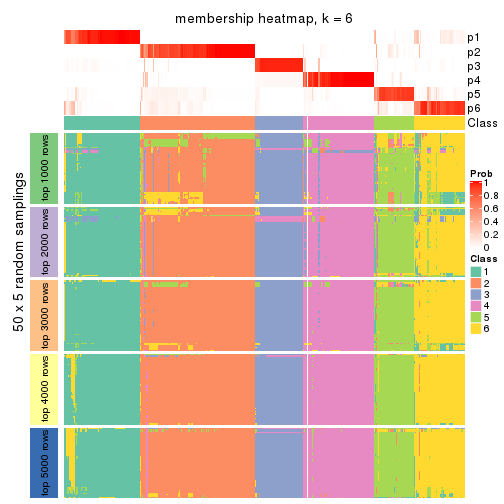 membership heatmap, k = 6
p1
p2
p3
p4
p5
p6
Class
50 x 5 random samplings
top 1000 rows
top 2000 rows
top 3000 rows
top 4000 rows
top 5000 rows
Prob
1
0.8
0.6
0.4
0.2
0
Class
1
2
3
4
5
6